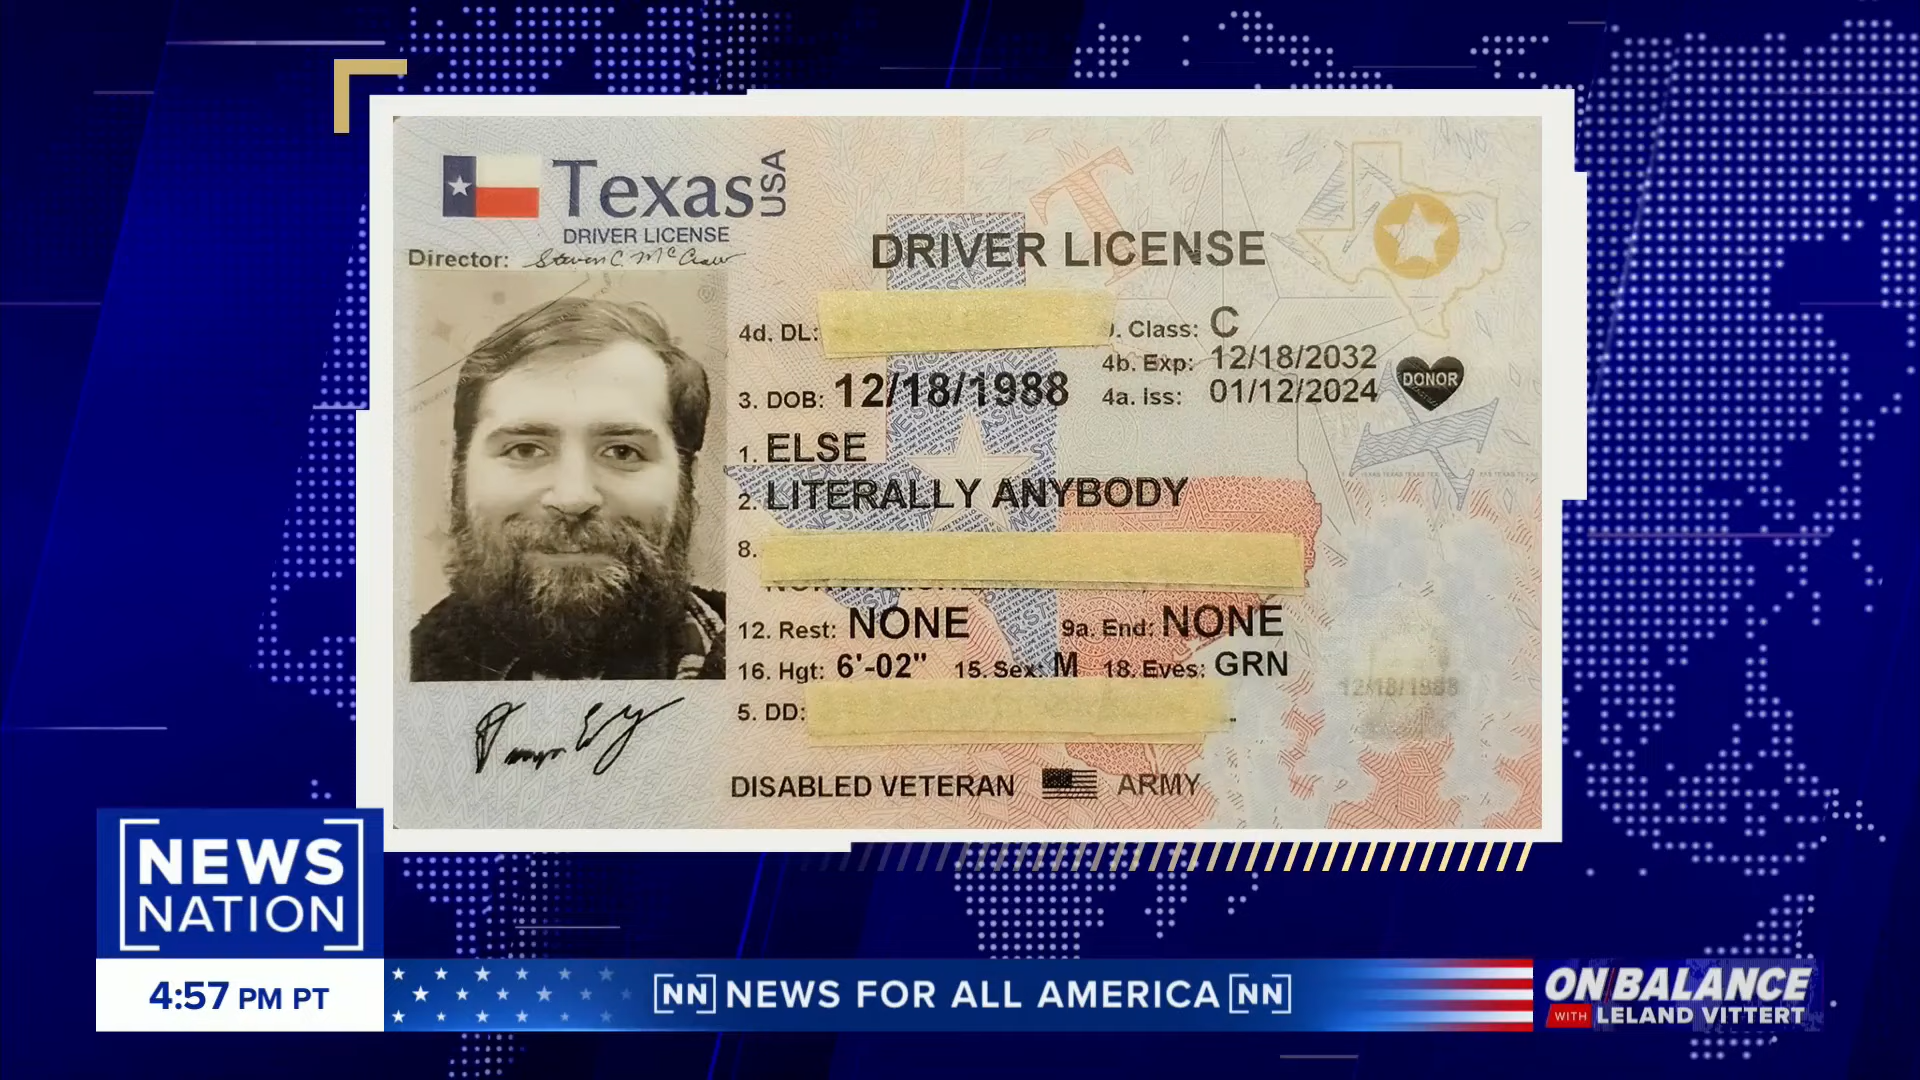 Texas USA
DRIVER LICENSE
Director: Steven C. McCraw
DRIVER LICENSE
4d. DL:
9. Class: C
4b. Exp: 12/18/2032
3. DOB: 12/18/1988
4a. Iss: 01/12/2024
DONOR
1. ELSE
2. LITERALLY ANYBODY
8.
12. Rest: NONE 9a. End: NONE
16. Hgt: 6'-02" 15. Sex: M 18. Eyes: GRN
12/18/1988
5. DD:
DISABLED VETERAN ARMY
NEWS
NATION
4:57 PM PT
NN NEWS FOR ALL AMERICA NN
ON BALANCE
WITH LELAND VITTERT